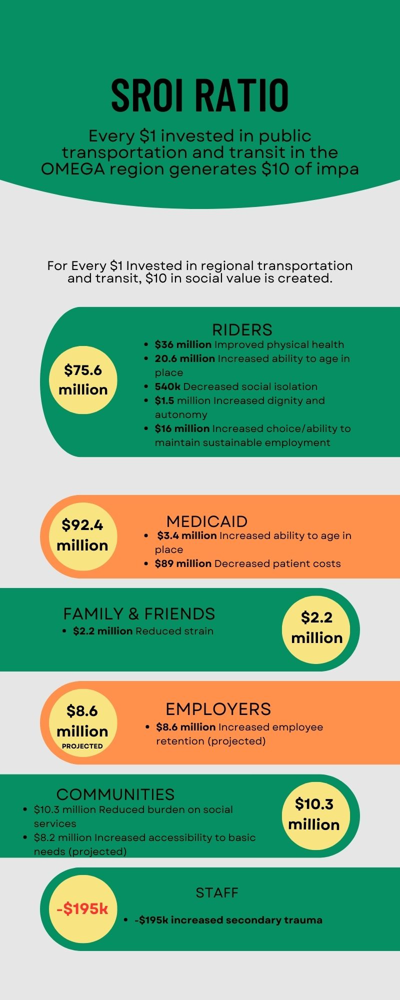 SROI RATIO
Every $1 invested in public
transportation and transit in the
OMEGA region generates $10 of impa
For Every $1 Invested in regional transportation
and transit, $10 in social value is created.
$75.6
million
RIDERS
• $36 million Improved physical health
• 20.6 million Increased ability to age in
place
• 540k Decreased social isolation
• $1.5 million Increased dignity and
autonomy
• $16 million Increased choice/ability to
maintain sustainable employment
$92.4
million
MEDICAID
• $3.4 million Increased ability to age in
place
• $89 million Decreased patient costs
FAMILY & FRIENDS
• $2.2 million Reduced strain
$2.2
million
$8.6
million
PROJECTED
EMPLOYERS
• $8.6 million Increased employee
retention (projected)
COMMUNITIES
• $10.3 million Reduced burden on social
services
• $8.2 million Increased accessibility to basic
needs (projected)
$10.3
million
-$195k
STAFF
• -$195k increased secondary trauma